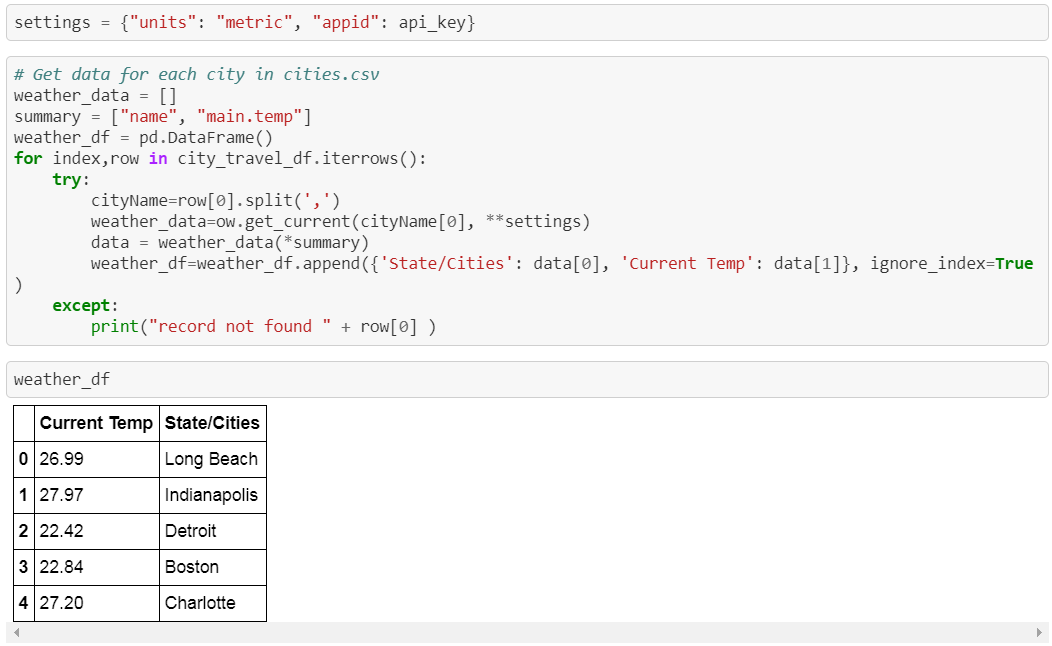 settings = {"units": "metric", "appid": api_key}
# Get data for each city in cities.csv
weather_data = []
summary = ["name", "main.temp"]
weather_df = pd.DataFrame()
for index,row in city_travel_df.iterrows():
    try:
        cityName=row[0].split(',')
        weather_data=ow.get_current(cityName[0], **settings)
        data = weather_data(*summary)
        weather_df=weather_df.append({'State/Cities': data[0], 'Current Temp': data[1]}, ignore_index=True
)
    except:
        print("record not found " + row[0] )
weather_df
Current Temp State/Cities
0 26.99 Long Beach
1 27.97 Indianapolis
2 22.42 Detroit
3 22.84 Boston
4 27.20 Charlotte